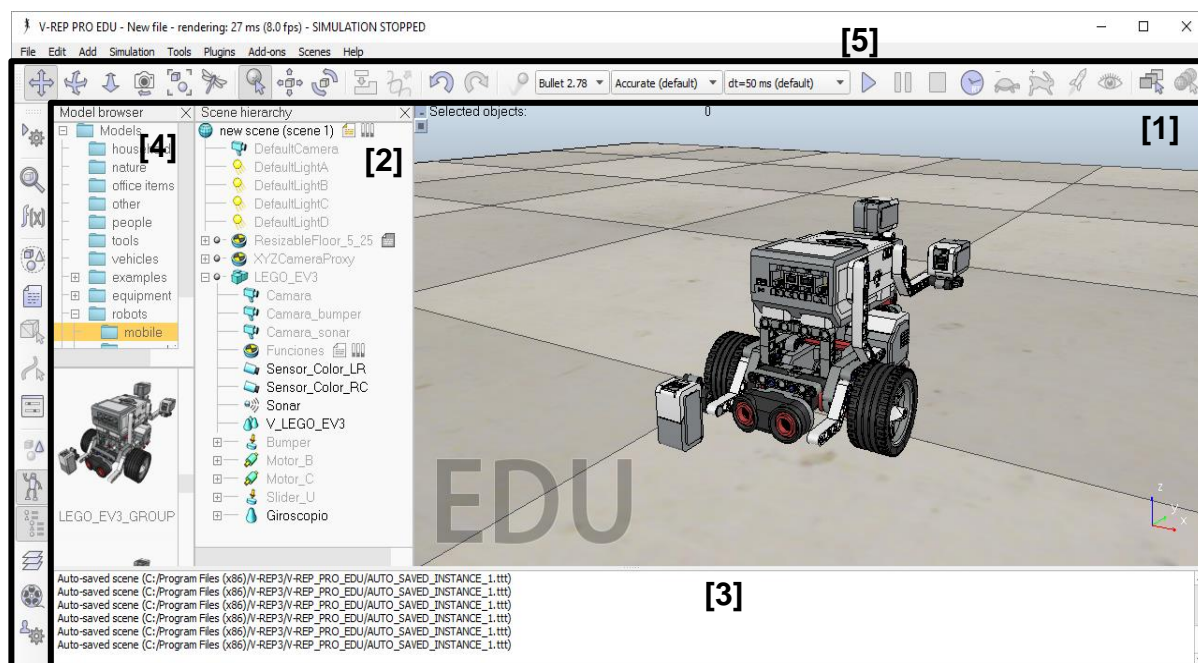 V-REP PRO EDU - New file - rendering: 27 ms (8.0 fps) - SIMULATION STOPPED
File Edit Add Simulation Tools Plugins Add-ons Scenes Help
[5]
Bullet 2.78 Accurate (default) dt=50 ms (default)
f(x)
Model browser
Models
household
nature
office items
other
people
tools
vehicles
examples
equipment
robots
mobile
[4]
LEGO_EV3_GROUP
Scene hierarchy
new scene (scene 1)
DefaultCamera
DefaultLightA
DefaultLightB
DefaultLightC
DefaultLightD
ResizableFloor_5_25
XYZCameraProxy
LEGO_EV3
Camara
Camara_bumper
Camara_sonar
Funciones
Sensor_Color_LR
Sensor_Color_RC
Sonar
V_LEGO_EV3
Bumper
Motor_B
Motor_C
Slider_U
Giroscopio
[2]
Selected objects: 0
[1]
EDU
z
y
x
[3]
Auto-saved scene (C:/Program Files (x86)/V-REP3/V-REP_PRO_EDU/AUTO_SAVED_INSTANCE_1.ttt)
Auto-saved scene (C:/Program Files (x86)/V-REP3/V-REP_PRO_EDU/AUTO_SAVED_INSTANCE_1.ttt)
Auto-saved scene (C:/Program Files (x86)/V-REP3/V-REP_PRO_EDU/AUTO_SAVED_INSTANCE_1.ttt)
Auto-saved scene (C:/Program Files (x86)/V-REP3/V-REP_PRO_EDU/AUTO_SAVED_INSTANCE_1.ttt)
Auto-saved scene (C:/Program Files (x86)/V-REP3/V-REP_PRO_EDU/AUTO_SAVED_INSTANCE_1.ttt)
Auto-saved scene (C:/Program Files (x86)/V-REP3/V-REP_PRO_EDU/AUTO_SAVED_INSTANCE_1.ttt)